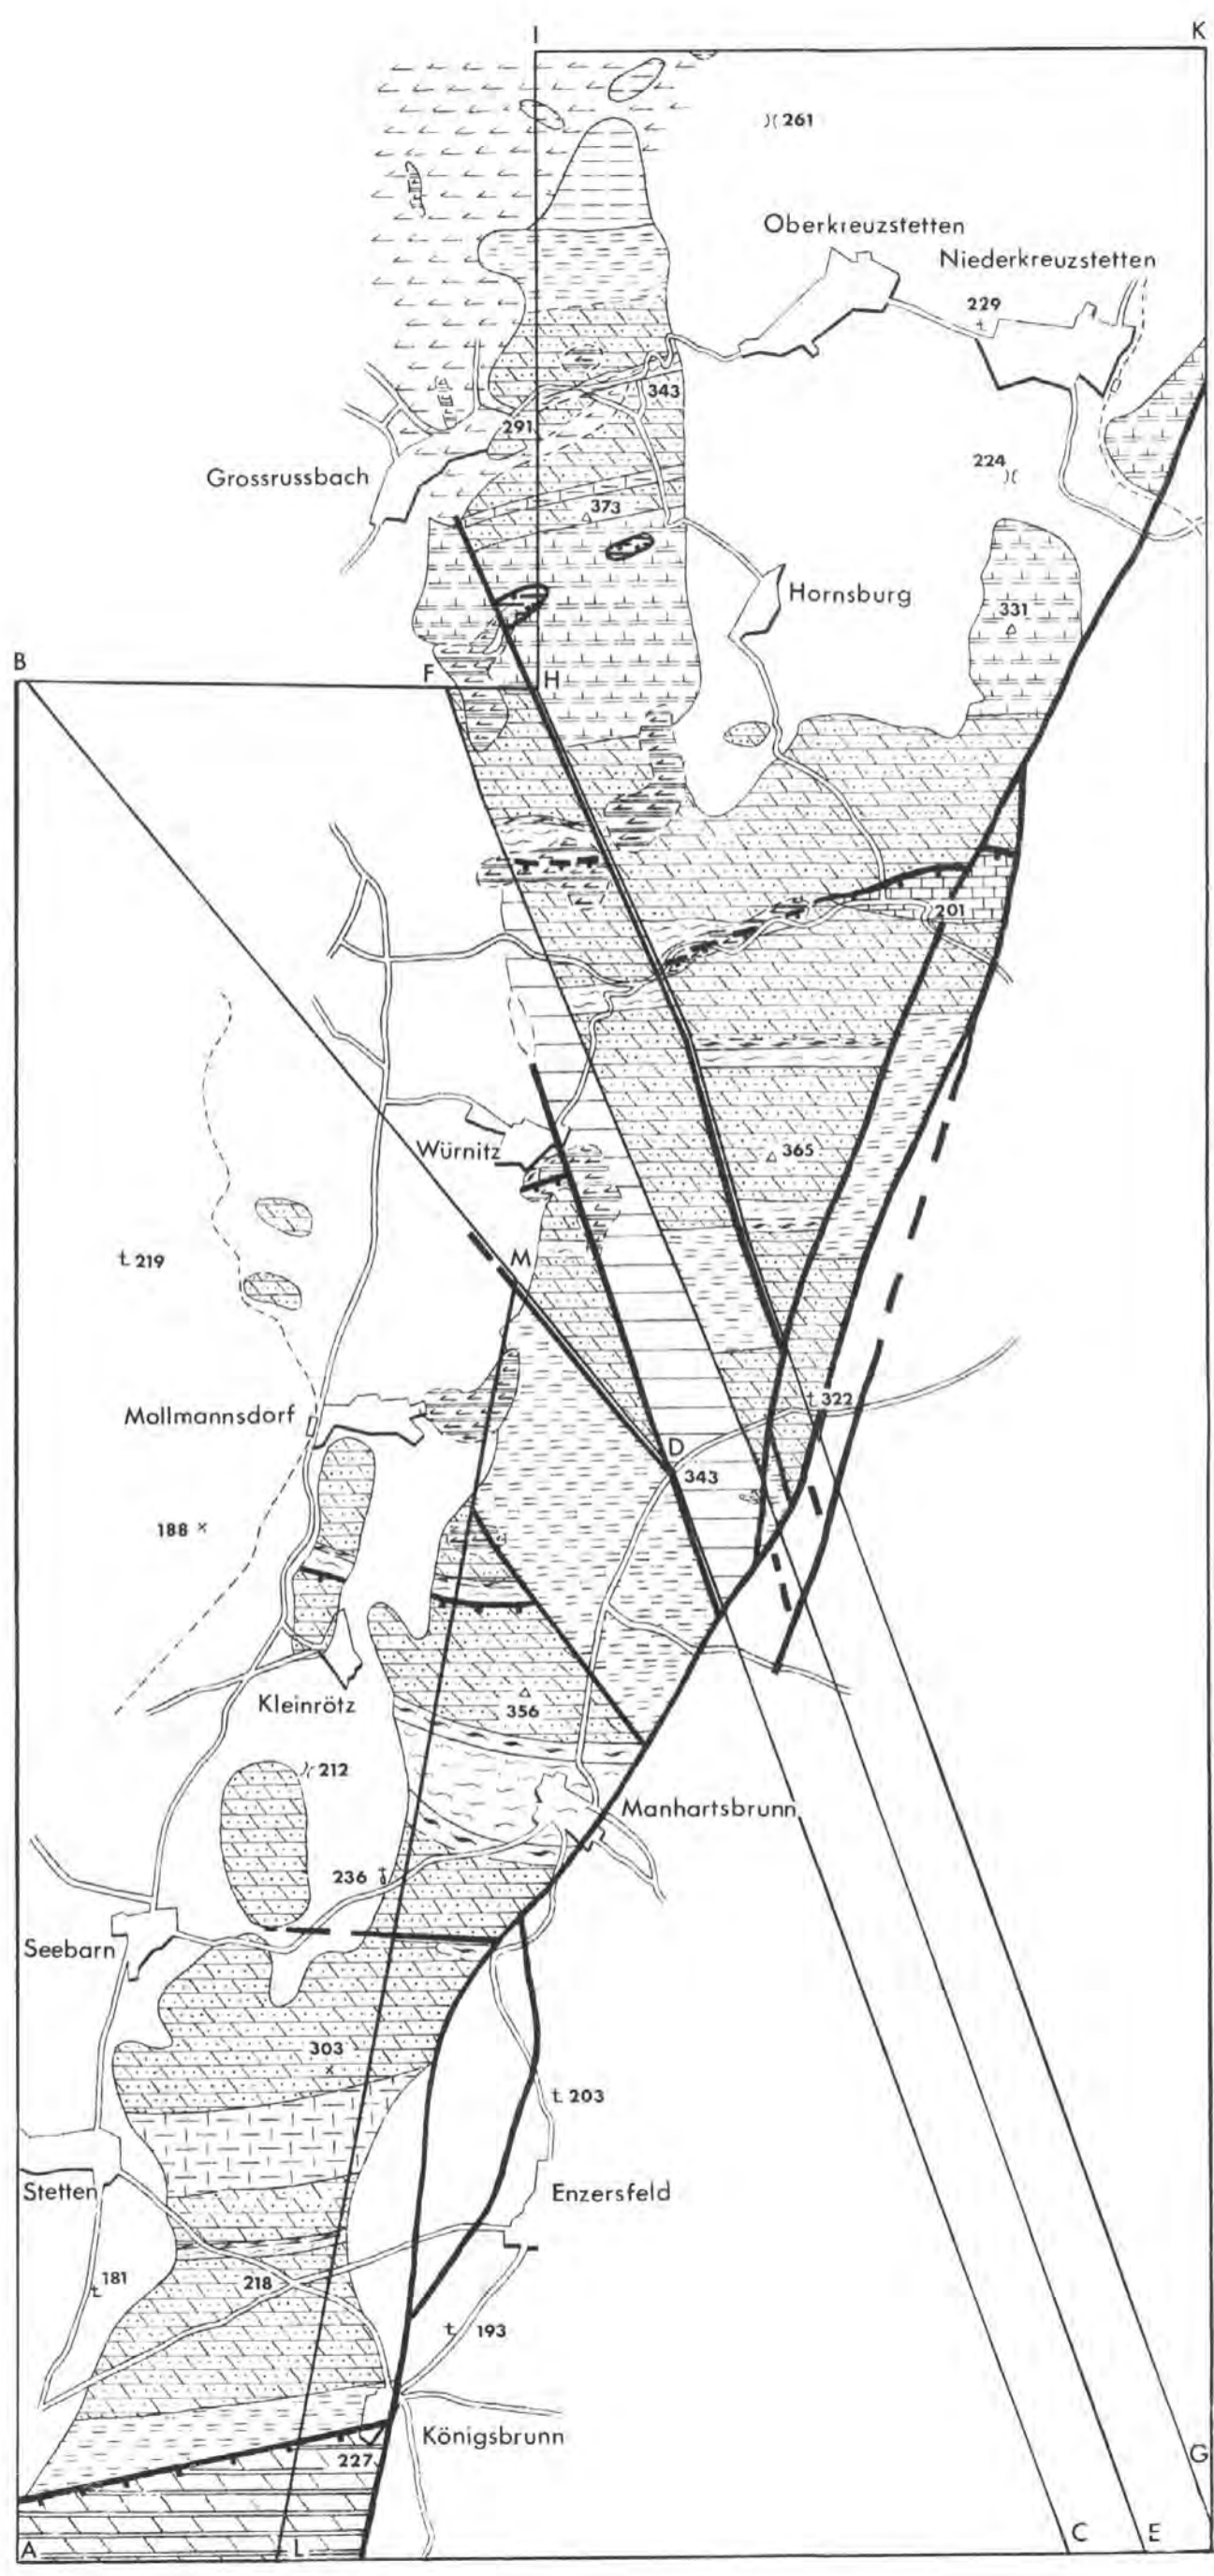 I
K
261
Oberkreuzstetten
Niederkreuzstetten
229
343
291
224
Grossrussbach
373
Hornsburg
331
B
F
H
201
Würnitz
365
219
M
322
Mollmannsdorf
D
343
188
Kleinrötz
356
212
Manhartsbrunn
236
Seebarn
303
203
Stetten
Enzersfeld
181
218
193
Königsbrunn
227
G
A
L
C
E